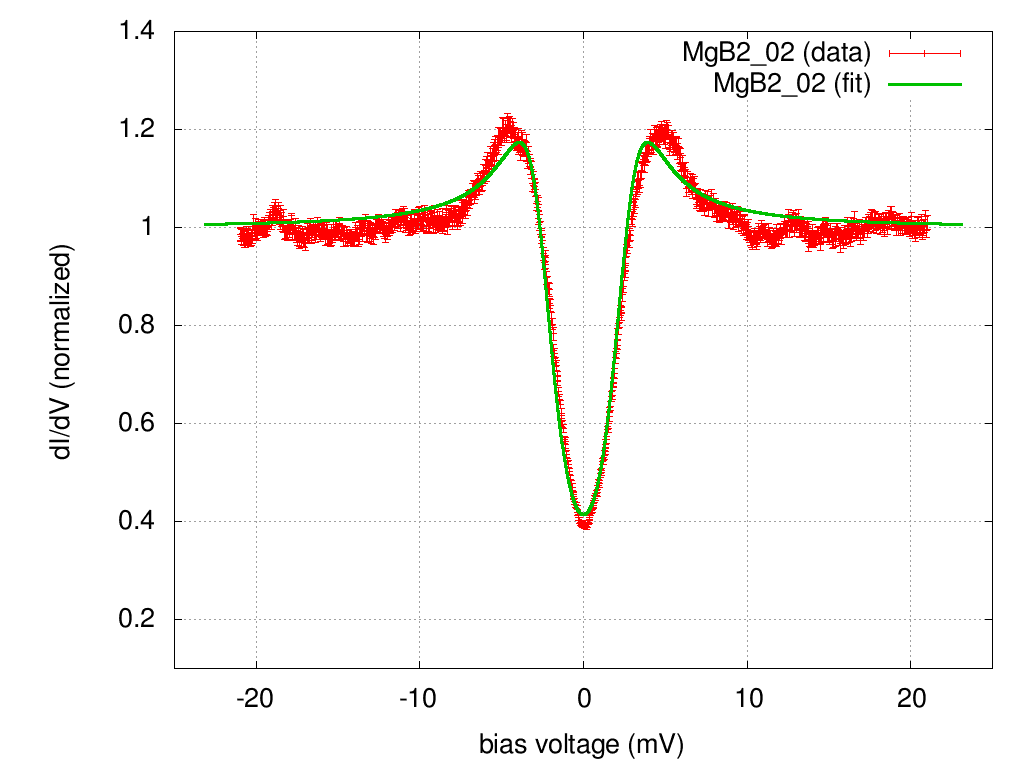 1.4
1.2
1
0.8
0.6
0.4
0.2
-20 -10 0 10 20
dI/dV (normalized)
bias voltage (mV)
MgB2_02 (data)
MgB2_02 (fit)